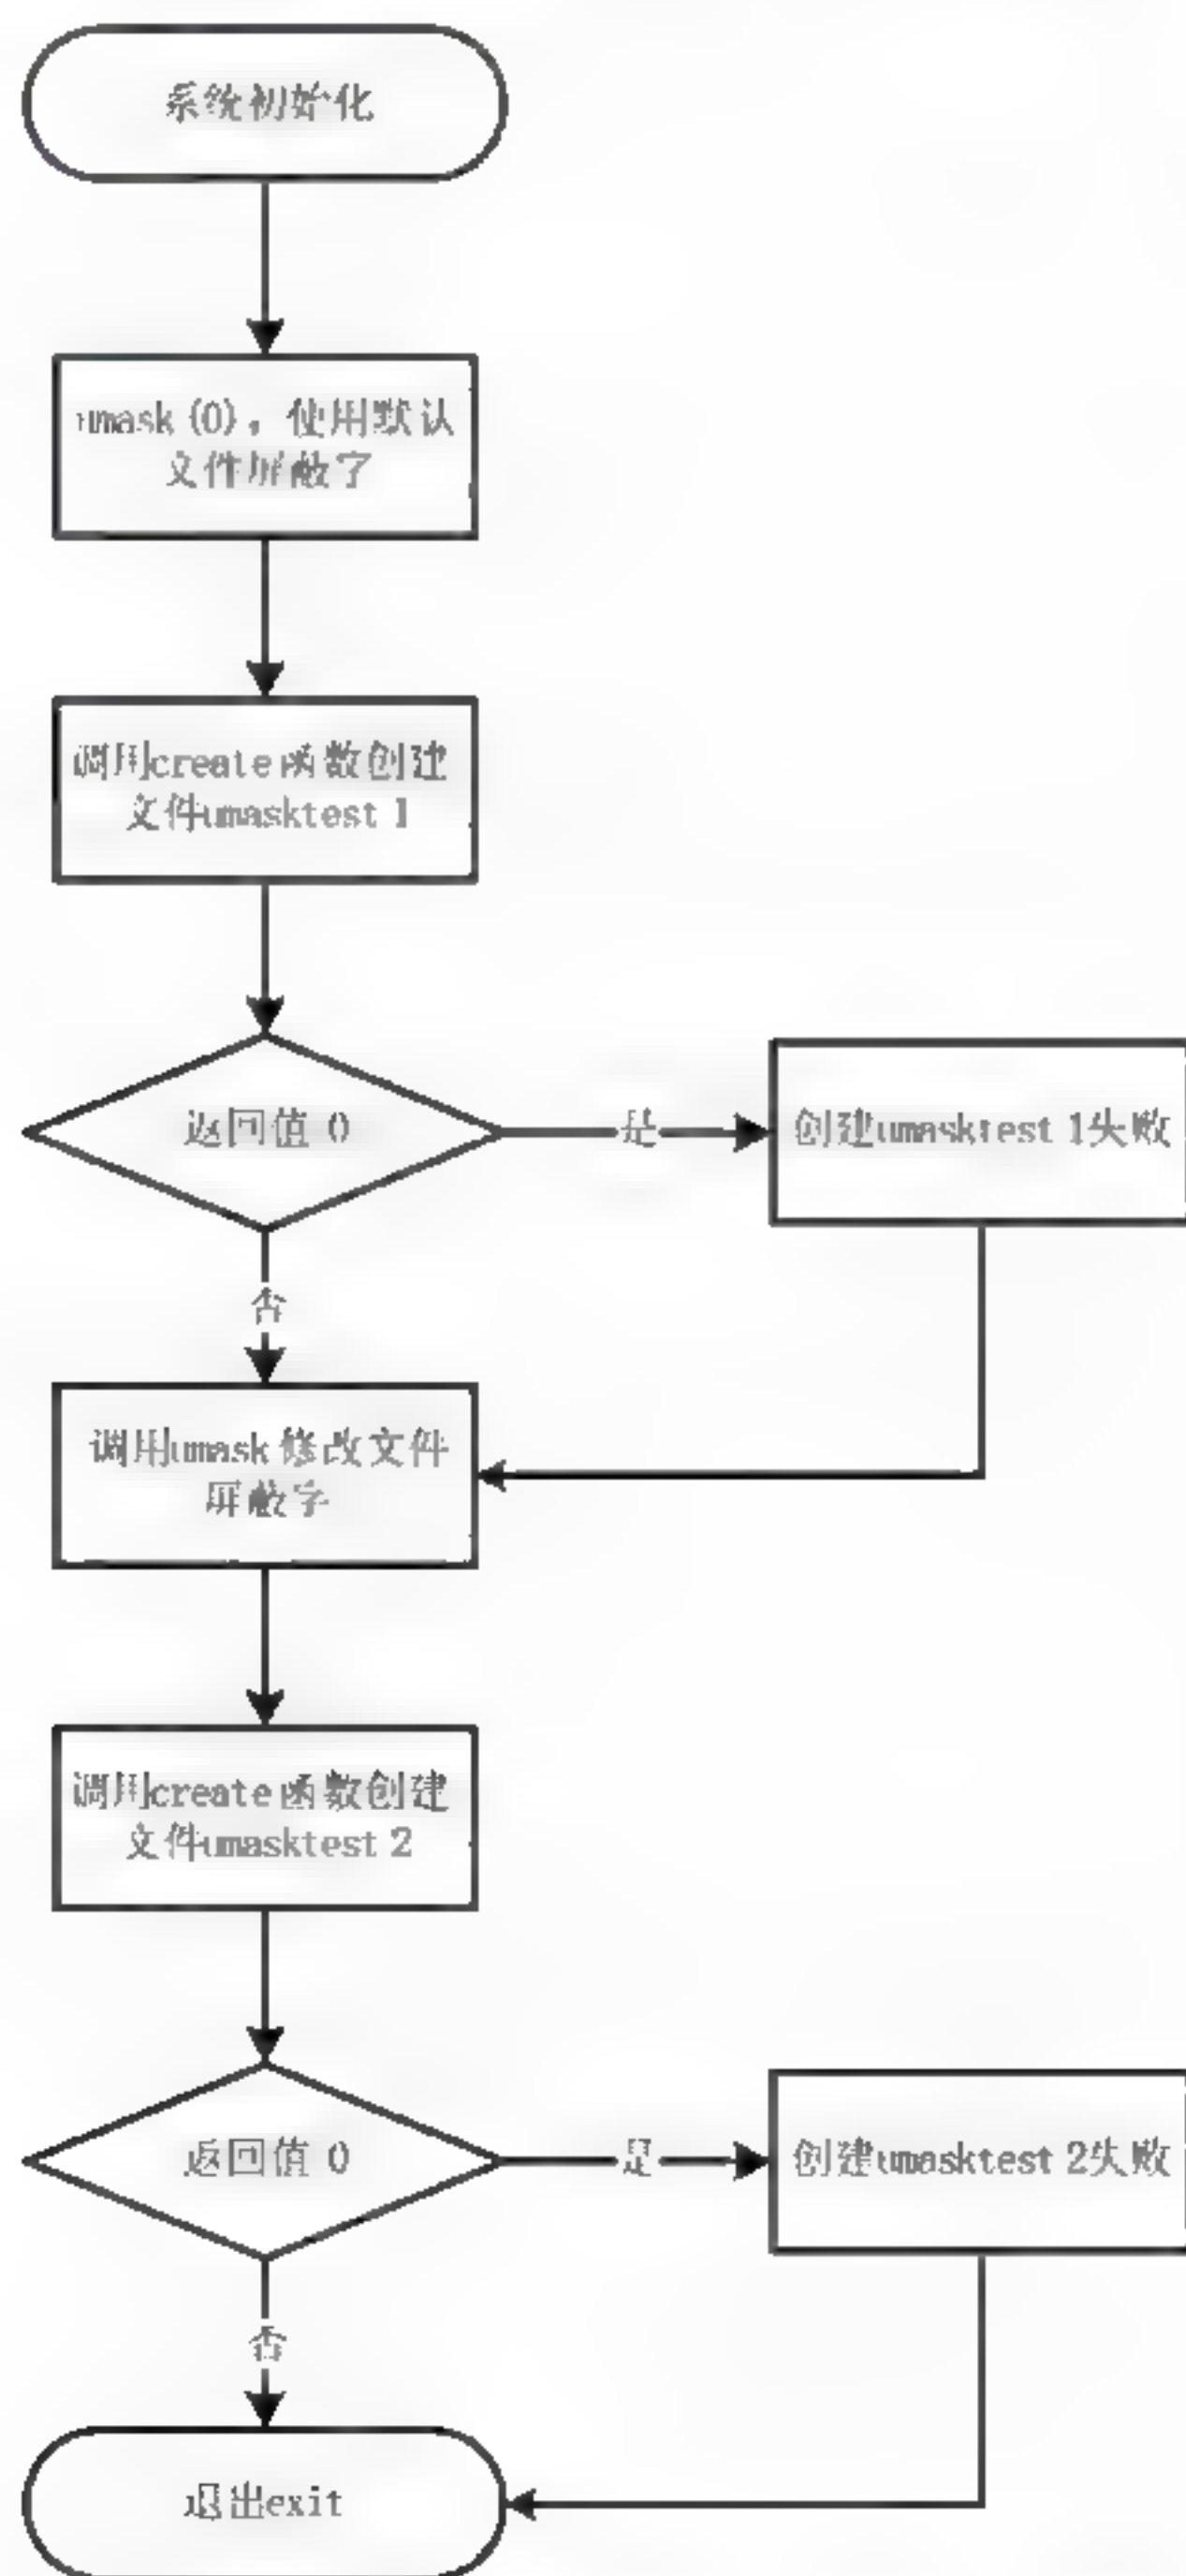 系统初始化
umask(0)，使用默认
文件屏蔽字
调用create函数创建
文件umasktest 1
返回值 0
是
创建umasktest 1失败
否
调用umask修改文件
屏蔽字
调用create函数创建
文件umasktest 2
返回值 0
是
创建umasktest 2失败
否
退出exit